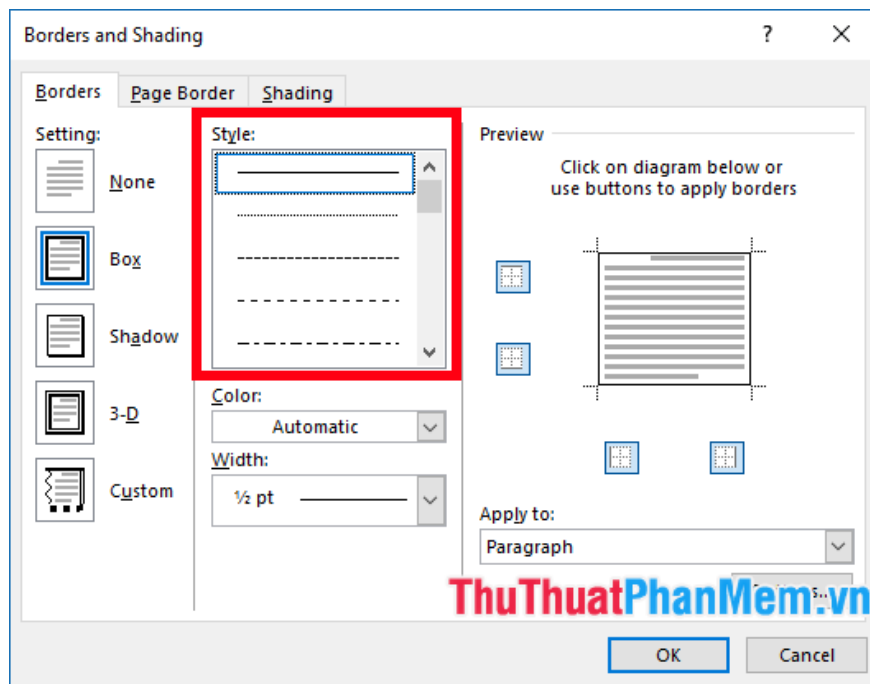 Borders and Shading
?
Borders
Page Border
Shading
Setting:
None
Box
Shadow
3-D
Custom
Style:
Color:
Automatic
Width:
½ pt
Preview
Click on diagram below or
use buttons to apply borders
Apply to:
Paragraph
ThuThuatPhanMem.vn
OK
Cancel